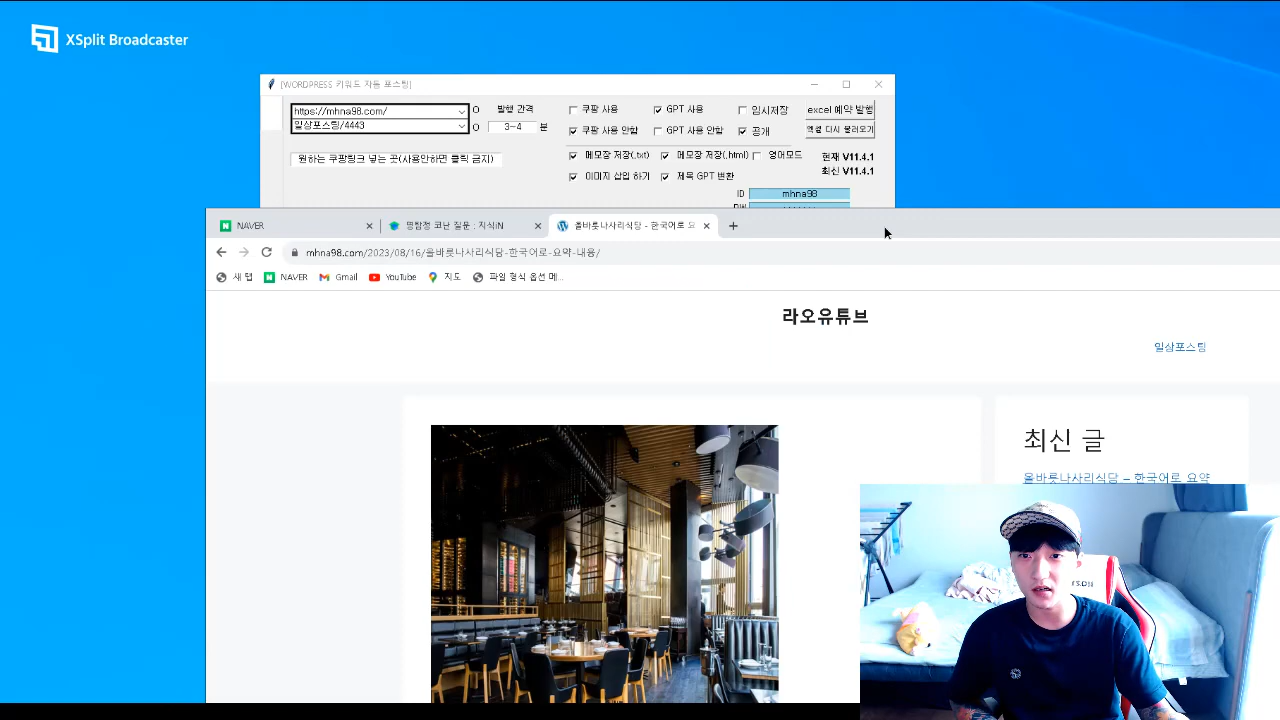 XSplit Broadcaster
[WORDPRESS 키워드 자동 포스팅]
https://mhna98.com/
O
발행 간격
쿠팡 사용
GPT 사용
임시저장
excel 예약 발행
일상포스팅/4443
O
3-4
분
쿠팡 사용 안함
GPT 사용 안함
공개
엑셀 다시 불러오기
원하는 쿠팡링크 넣는 곳(사용안하면 클릭 금지)
메모장 저장(.txt)
메모장 저장(.html)
영어모드
현재 V11.4.1
이미지 삽입 하기
제목 GPT 변환
최신 V11.4.1
ID
mhna98
NAVER
명탐정 코난 질문 : 지식iN
올바릇나사리식당 - 한국어로 요
mhna98.com/2023/08/16/올바릇나사리식당-한국어로-요약-내용/
새 탭
NAVER
Gmail
YouTube
지도
파일 형식 옵션 메...
라오유튜브
일상포스팅
최신 글
올바릇나사리식당 – 한국어로 요약